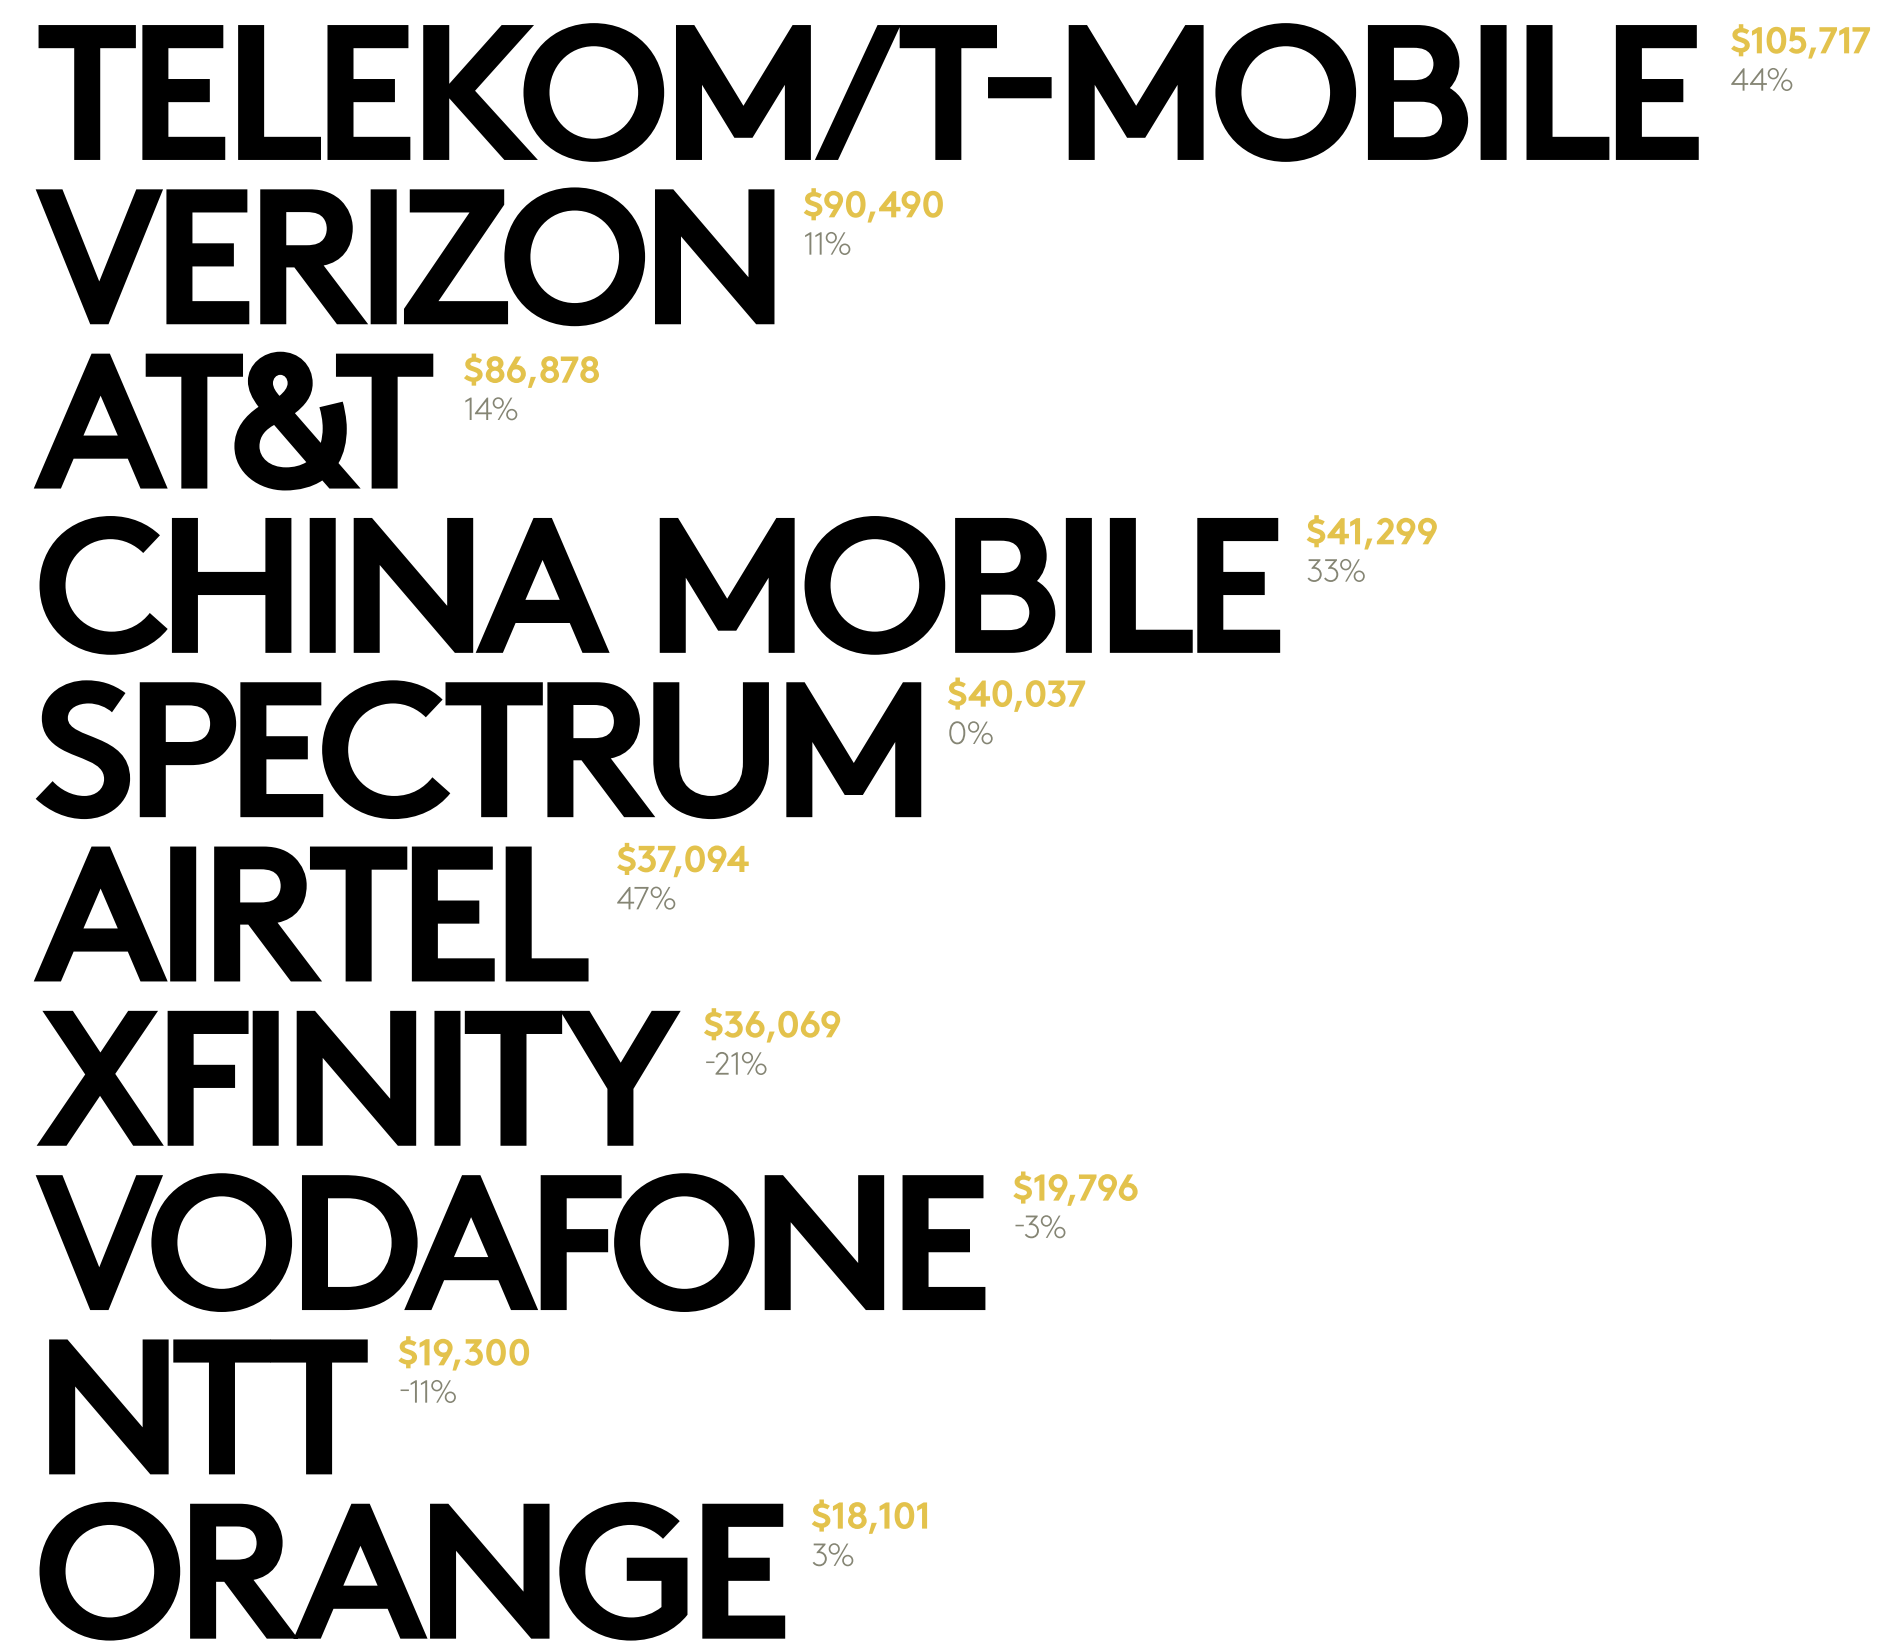 TELEKOM/T-MOBILE $105,717
44%
VERIZON $90,490
11%
AT&T $86,878
14%
CHINA MOBILE $41,299
33%
SPECTRUM $40,037
0%
AIRTEL $37,094
47%
XFINITY $36,069
-21%
VODAFONE $19,796
-3%
NTT $19,300
-11%
ORANGE $18,101
3%